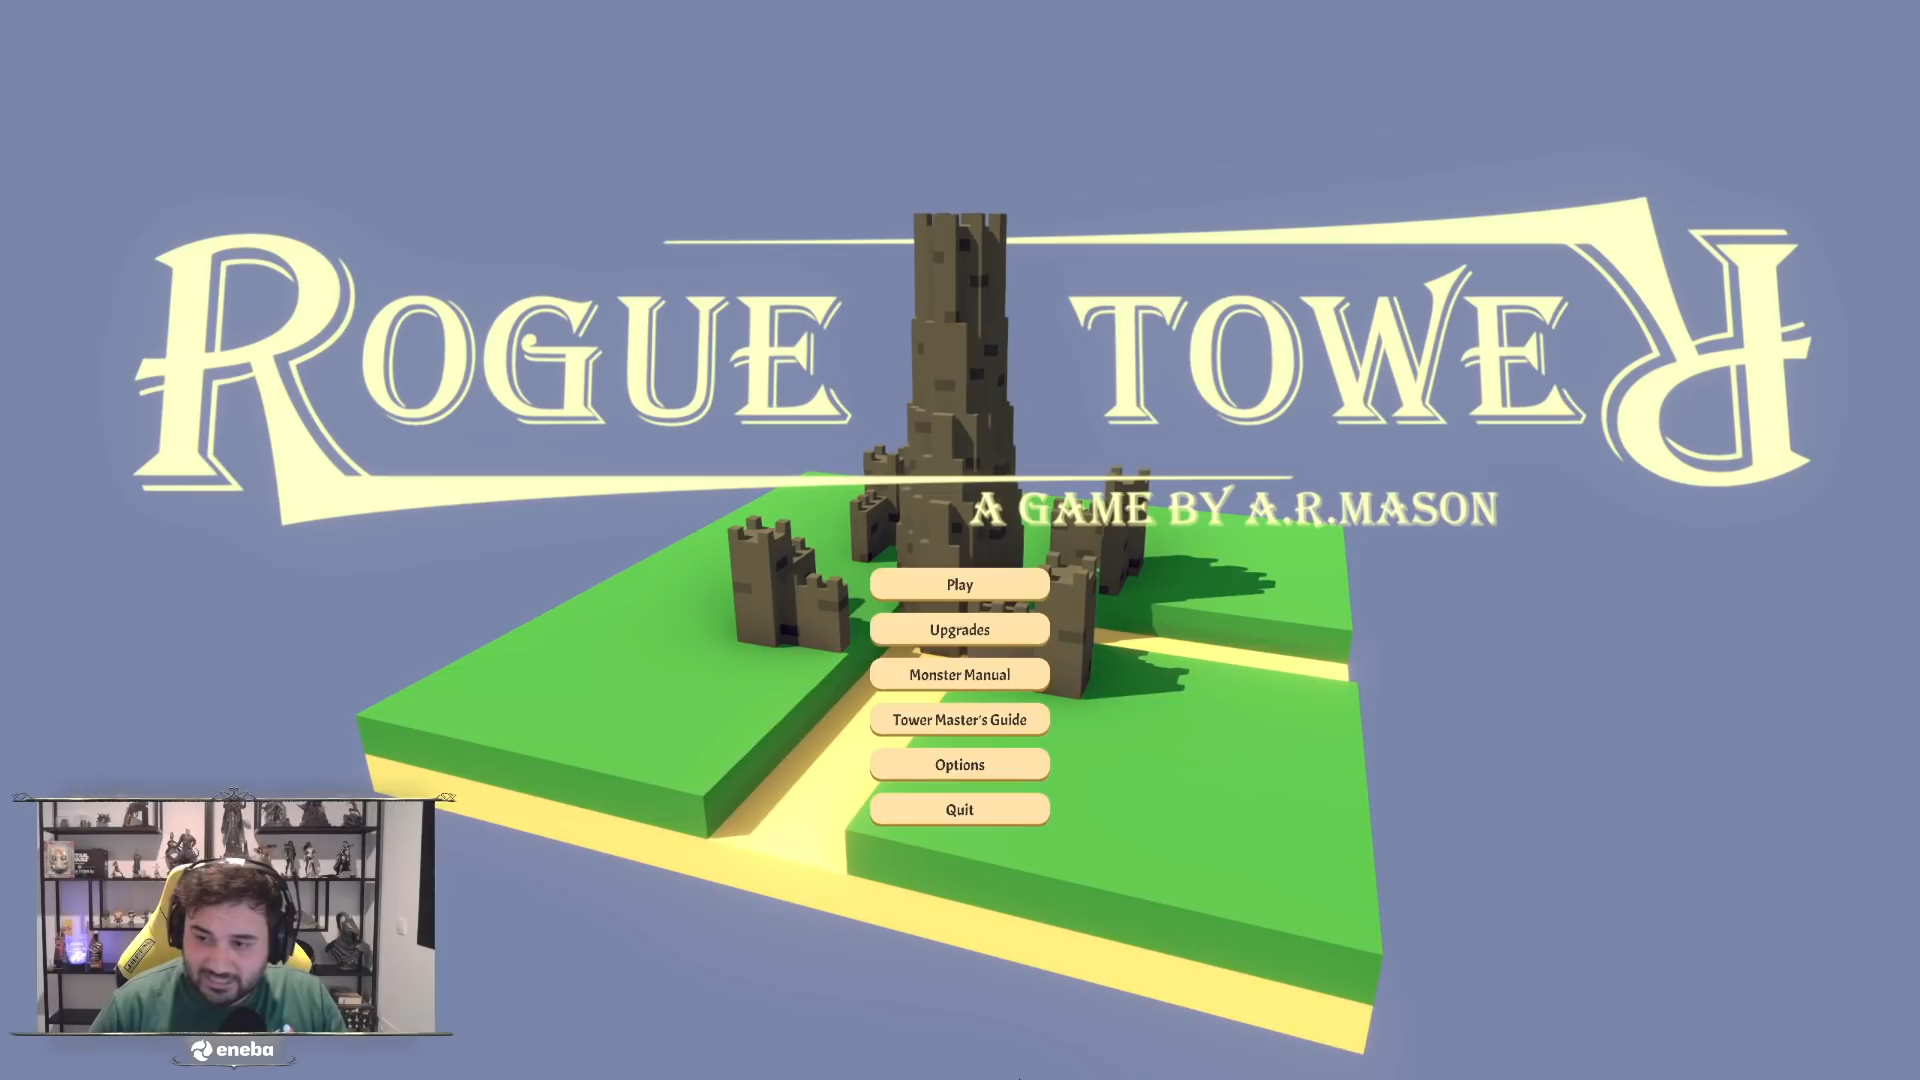 ROGUE TOWER
A GAME BY A.R.MASON
Play
Upgrades
Monster Manual
Tower Master's Guide
Options
Quit
eneba